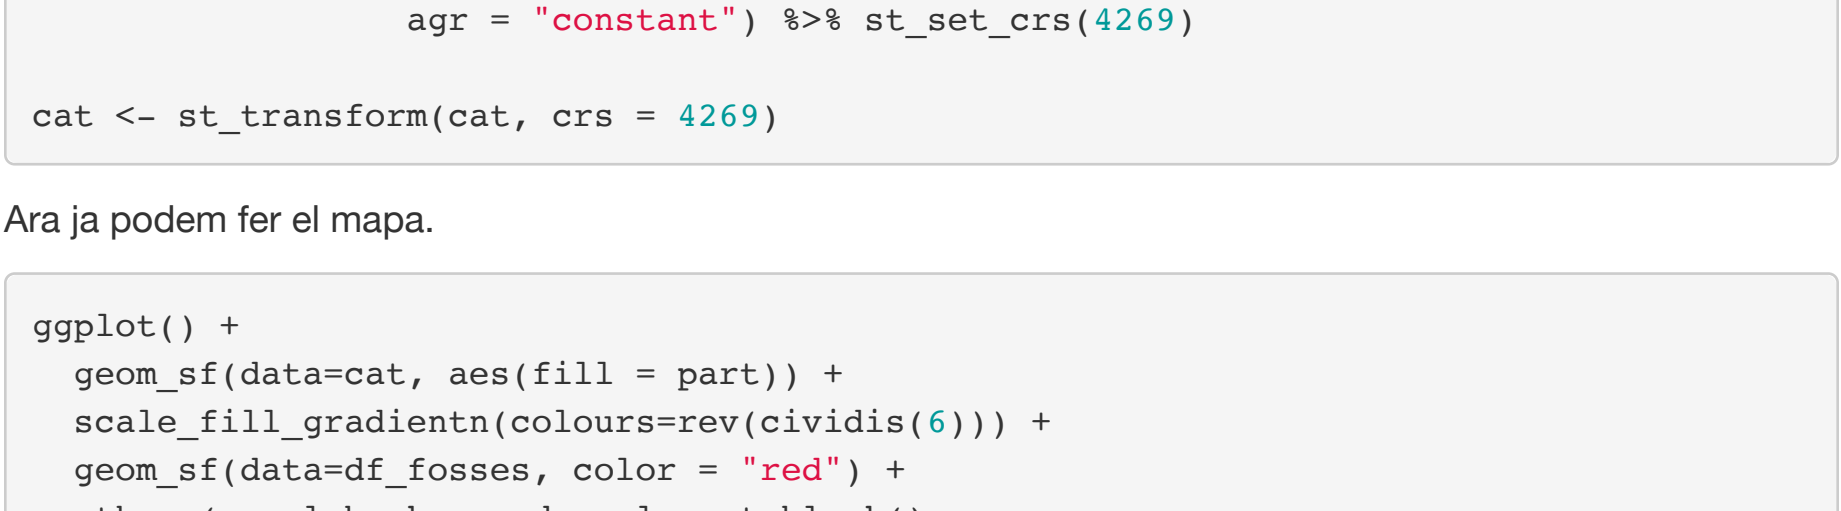 agr = "constant") %>% st_set_crs(4269)
cat <- st_transform(cat, crs = 4269)
Ara ja podem fer el mapa.
ggplot() +
geom_sf(data=cat, aes(fill = part)) +
scale_fill_gradientn(colours=rev(cividis(6))) +
geom_sf(data=df_fosses, color = "red") +